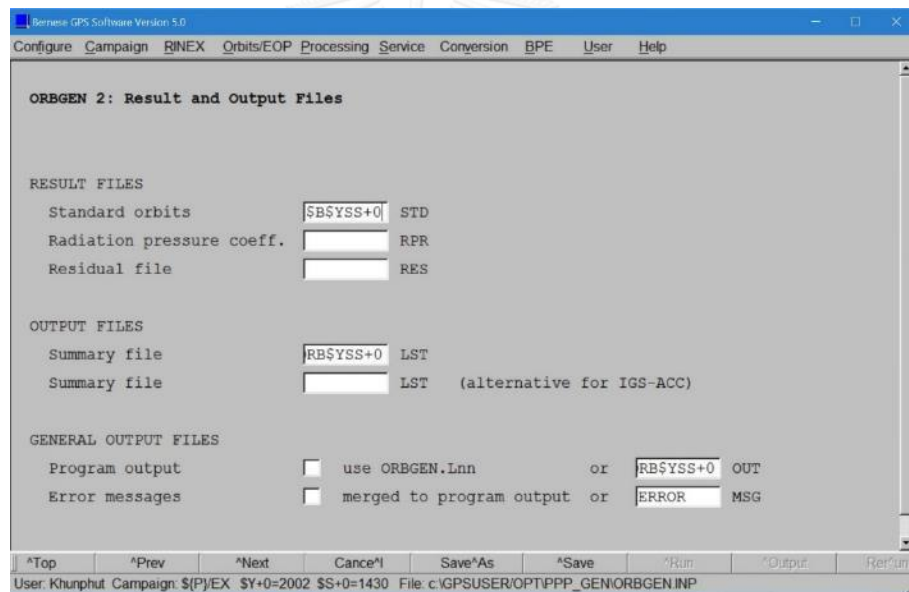 Bernese GPS Software Version 5.0
Configure Campaign RINEX Orbits/EOP Processing Service Conversion BPE User Help
ORBGEN 2: Result and Output Files
RESULT FILES
Standard orbits $B$YSS+0 STD
Radiation pressure coeff. RPR
Residual file RES
OUTPUT FILES
Summary file RB$YSS+0 LST
Summary file LST (alternative for IGS-ACC)
GENERAL OUTPUT FILES
Program output use ORBGEN.Lnn or RB$YSS+0 OUT
Error messages merged to program output or ERROR MSG
^Top ^Prev ^Next Cance^l Save^As ^Save ^Run ^Output Rer^un
User: Khunphut Campaign: ${P}/EX $Y+0=2002 $S+0=1430 File: c:\GPSUSER/OPT\PPP_GEN\ORBGEN.INP